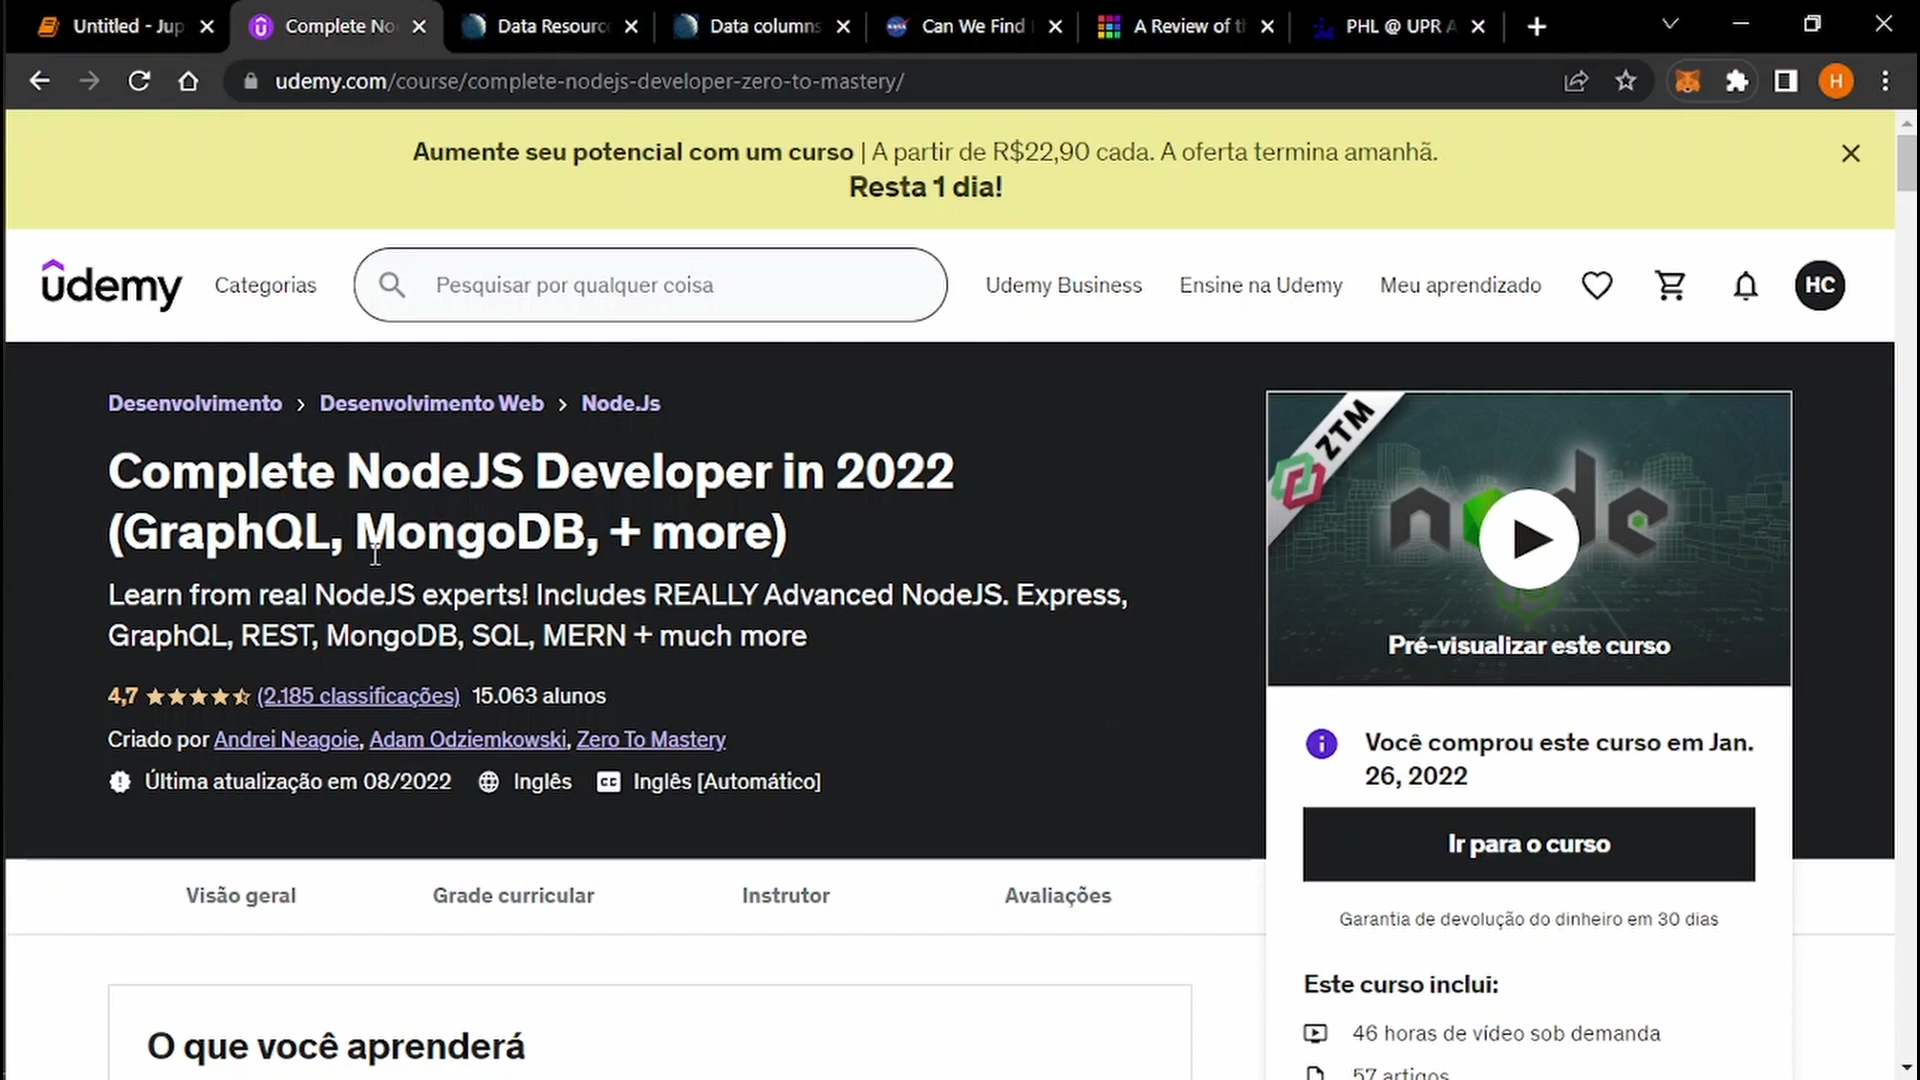 Untitled - Jup
Complete No
Data Resourc
Data columns
Can We Find
A Review of t
PHL @ UPR A
udemy.com/course/complete-nodejs-developer-zero-to-mastery/
H
Aumente seu potencial com um curso | A partir de R$22,90 cada. A oferta termina amanhã.
Resta 1 dia!
udemy
Categorias
Pesquisar por qualquer coisa
Udemy Business
Ensine na Udemy
Meu aprendizado
HC
Desenvolvimento > Desenvolvimento Web > Node.Js
Complete NodeJS Developer in 2022
(GraphQL, MongoDB, + more)
Learn from real NodeJS experts! Includes REALLY Advanced NodeJS. Express,
GraphQL, REST, MongoDB, SQL, MERN + much more
4,7 (2.185 classificações) 15.063 alunos
Criado por Andrei Neagoie, Adam Odziemkowski, Zero To Mastery
Última atualização em 08/2022 Inglês CC Inglês [Automático]
ZTM
node
Pré-visualizar este curso
Você comprou este curso em Jan.
26, 2022
Ir para o curso
Garantia de devolução do dinheiro em 30 dias
Este curso inclui:
46 horas de vídeo sob demanda
57 artigos
Visão geral
Grade curricular
Instrutor
Avaliações
O que você aprenderá